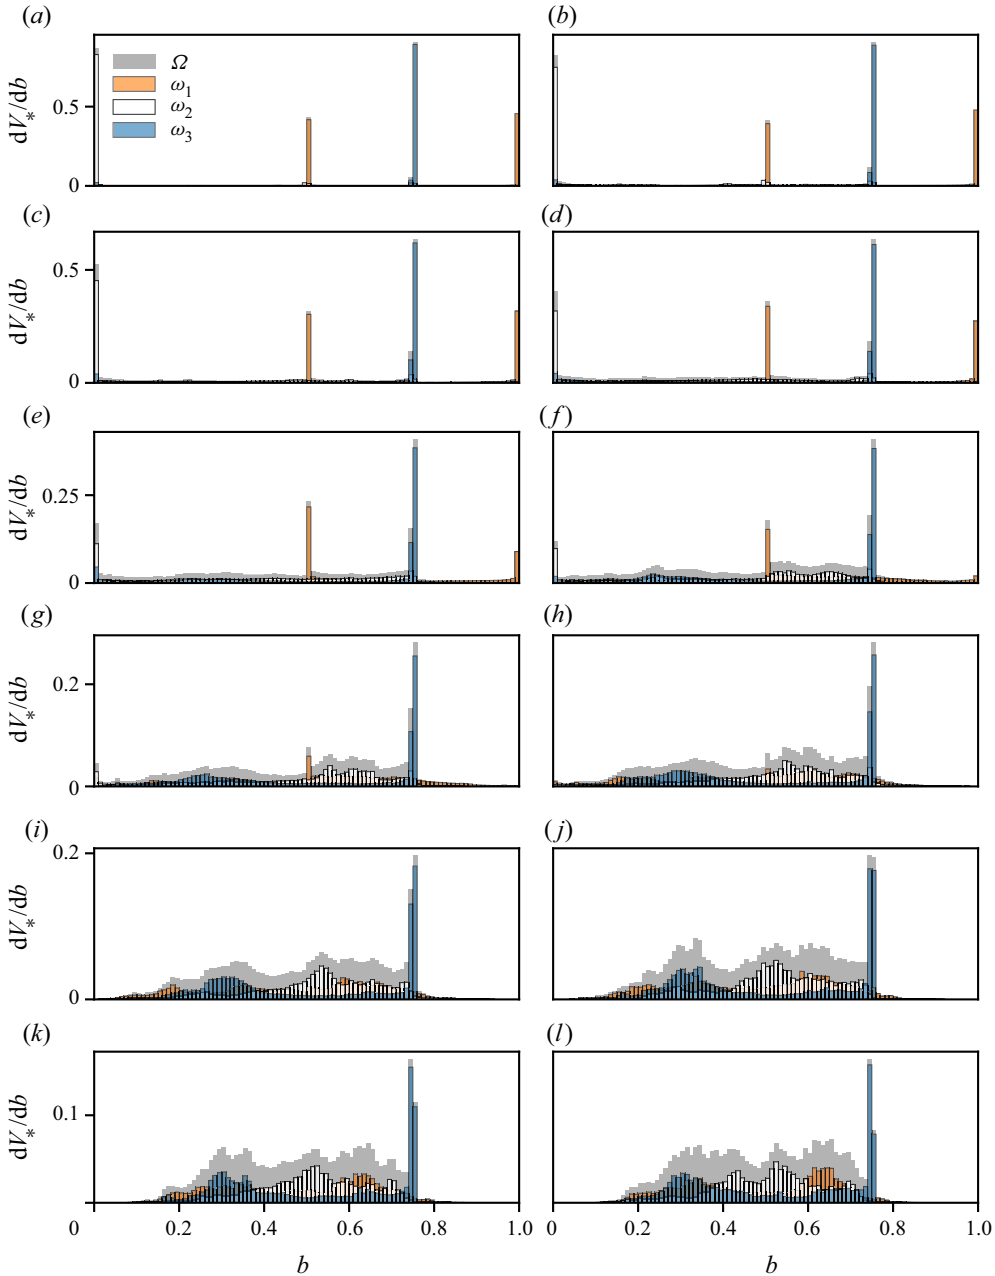 (a) (b)
Ω
ω1
ω2
ω3
dV*/db
0.5
0
(c) (d)
dV*/db
0.5
0
(e) (f)
dV*/db
0.25
0
(g) (h)
dV*/db
0.2
0
(i) (j)
dV*/db
0.2
0
(k) (l)
dV*/db
0.1
0 0.2 0.4 0.6 0.8 1.0 0 0.2 0.4 0.6 0.8 1.0
b b